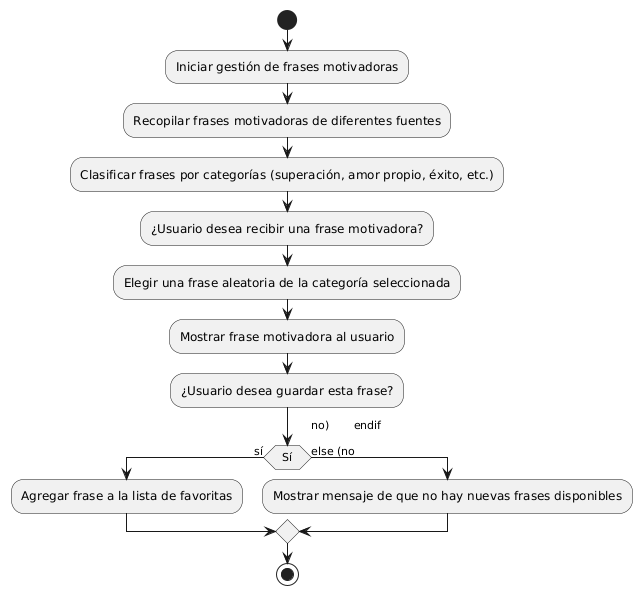 Iniciar gestión de frases motivadoras
Recopilar frases motivadoras de diferentes fuentes
Clasificar frases por categorías (superación, amor propio, éxito, etc.)
¿Usuario desea recibir una frase motivadora?
Elegir una frase aleatoria de la categoría seleccionada
Mostrar frase motivadora al usuario
¿Usuario desea guardar esta frase?
no) endif
sí Sí else (no
Agregar frase a la lista de favoritas
Mostrar mensaje de que no hay nuevas frases disponibles